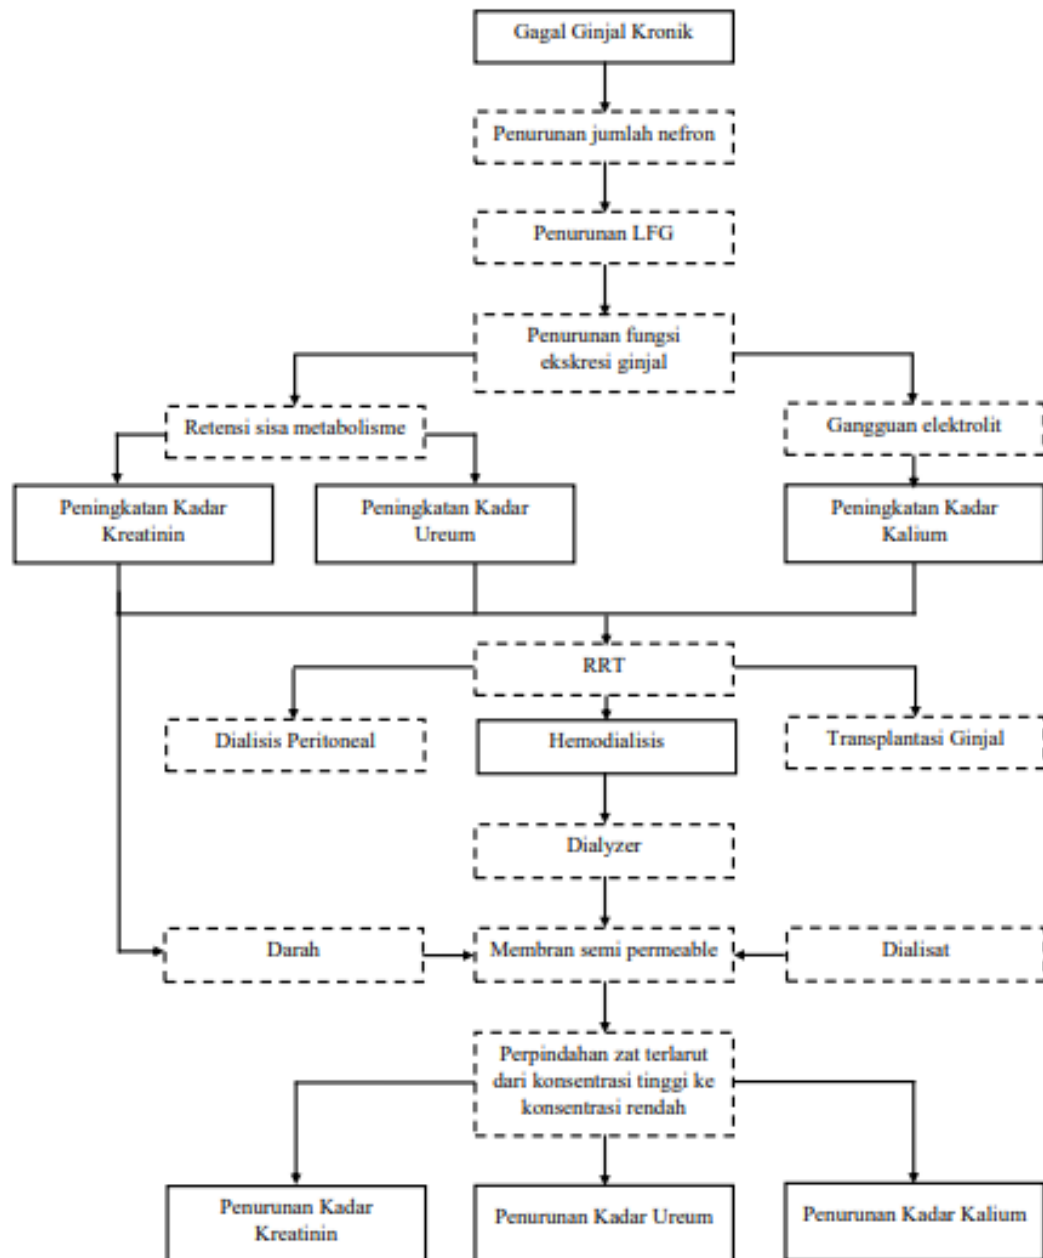 Gagal Ginjal Kronik
Penurunan jumlah nefron
Penurunan LFG
Penurunan fungsi
ekskresi ginjal
Retensi sisa metabolisme
Gangguan elektrolit
Peningkatan Kadar
Kreatinin
Peningkatan Kadar
Ureum
Peningkatan Kadar
Kalium
RRT
Dialisis Peritoneal
Hemodialisis
Transplantasi Ginjal
Dialyzer
Darah
Membran semi permeable
Dialisat
Perpindahan zat terlarut
dari konsentrasi tinggi ke
konsentrasi rendah
Penurunan Kadar
Kreatinin
Penurunan Kadar Ureum
Penurunan Kadar Kalium